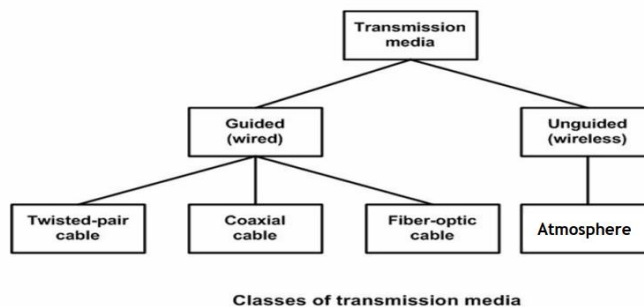 Transmission
media
Guided
(wired)
Unguided
(wireless)
Twisted-pair
cable
Coaxial
cable
Fiber-optic
cable
Atmosphere
Classes of transmission media